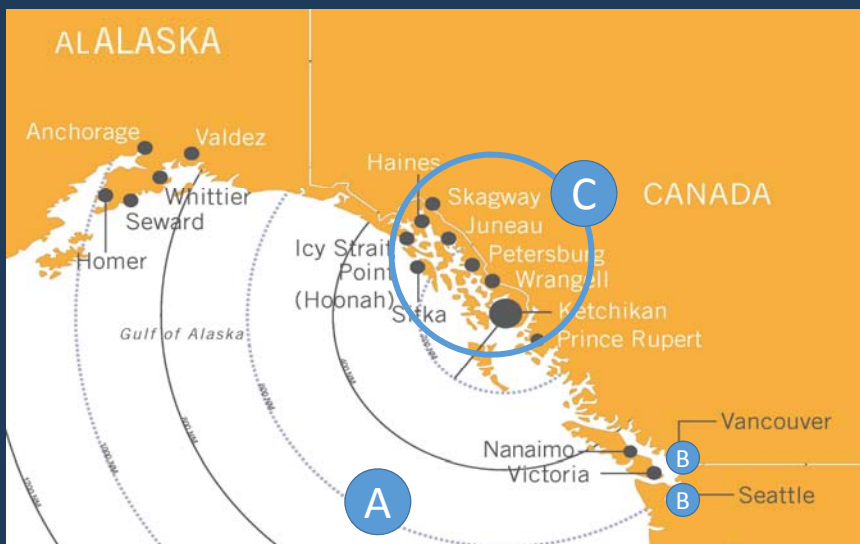 ALALASKA
Anchorage
Valdez
Whittier
Seward
Homer
Gulf of Alaska
Haines
Skagway
Juneau
Petersburg
Wrangell
Icy Strait
Point
(Hoonah)
Sitka
Ketchikan
Prince Rupert
C
CANADA
Vancouver
Nanaimo
Victoria
B
B
Seattle
A